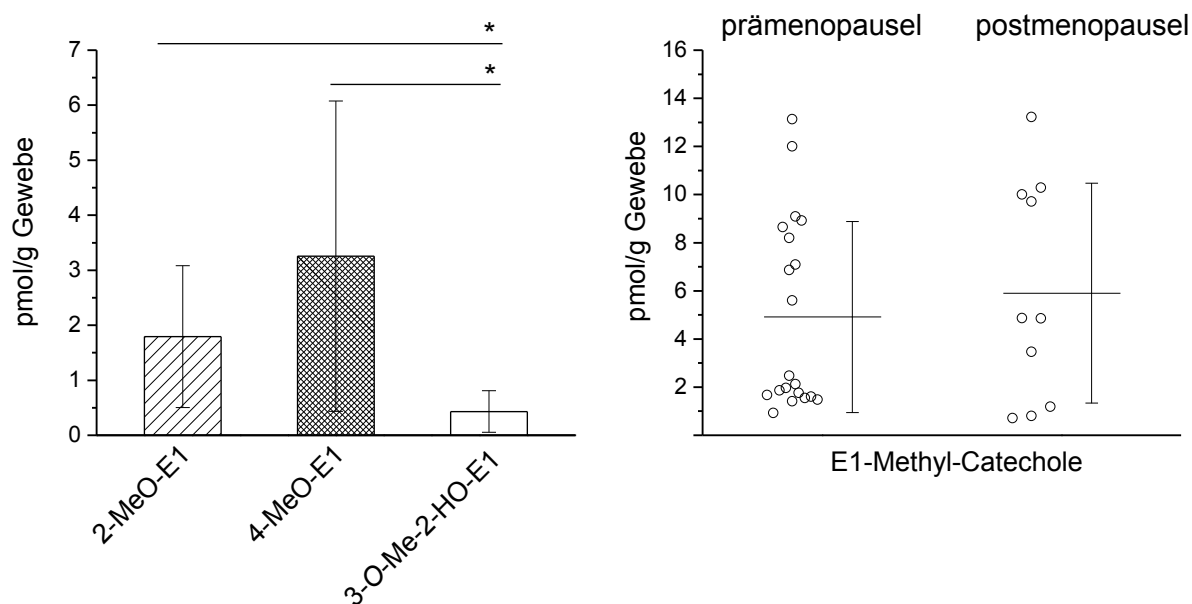 *
*
7
6
5
4
3
2
1
0
pmol/g Gewebe
2-MeO-E1
4-MeO-E1
3-O-Me-2-HO-E1
prämenopausel
postmenopausel
16
14
12
10
8
6
4
2
pmol/g Gewebe
E1-Methyl-Catechole